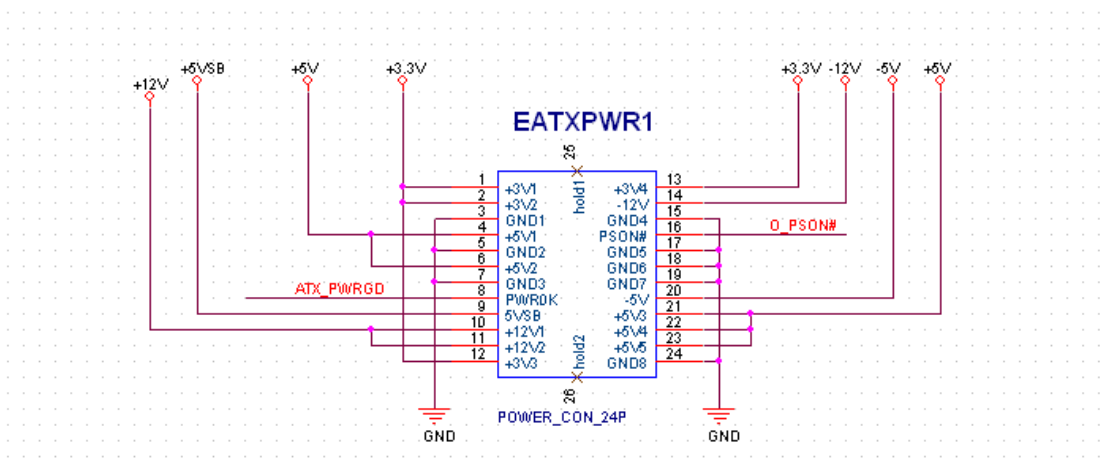 +12V
+5VSB
+5V
+3.3V
+3.3V
-12V
-5V
+5V
EATXPWR1
25
hold1
1 +3V1
2 +3V2
3 GND1
4 +5V1
5 GND2
6 +5V2
7 GND3
ATX_PWRGD
8 PWROK
9 5VSB
10 +12V1
11 +12V2
12 +3V3
+3V4 13
-12V 14
GND4 15
PSON# 16
O_PSON#
GND5 17
GND6 18
GND7 19
-5V 20
+5V3 21
+5V4 22
+5V5 23
GND8 24
hold2
26
POWER_CON_24P
GND
GND